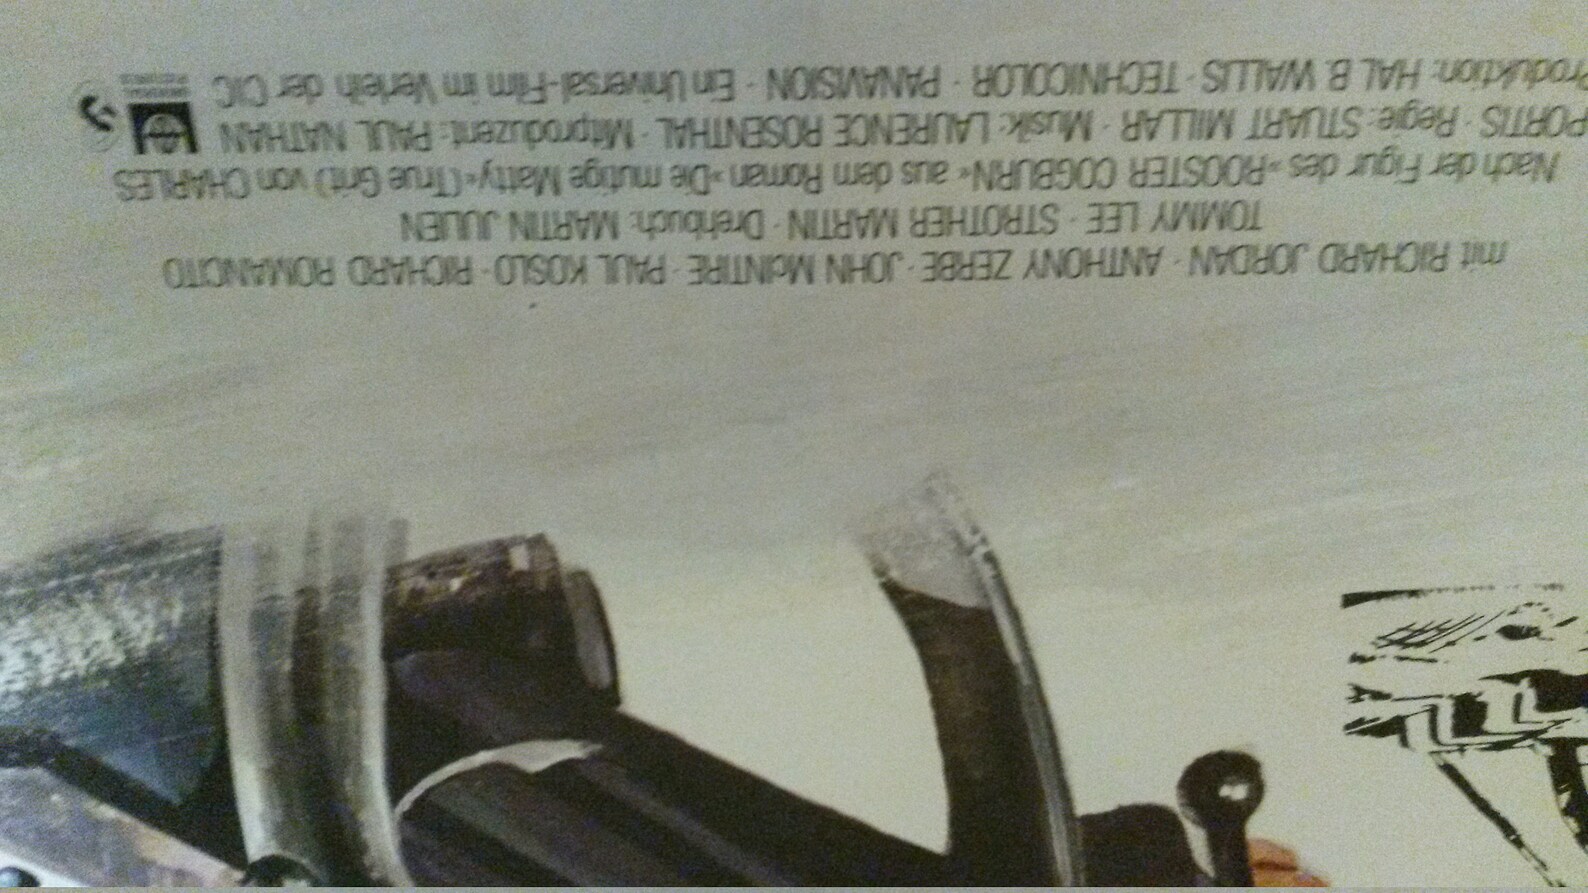 mit RICHARD JORDAN · ANTHONY ZERBE · JOHN McINTIRE · PAUL KOSLO · RICHARD ROMANCITO
TOMMY LEE · STROTHER MARTIN · Drehbuch: MARTIN JULIEN
Nach der Figur des »ROOSTER COGBURN« aus dem Roman »Die mutige Matty« (True Grit) von CHARLES
PORTIS · Regie: STUART MILLAR · Musik: LAURENCE ROSENTHAL · Mitproduzent: PAUL NATHAN
Produktion: HAL B. WALLIS · TECHNICOLOR · PANAVISION · Ein Universal-Film im Verleih der CIC